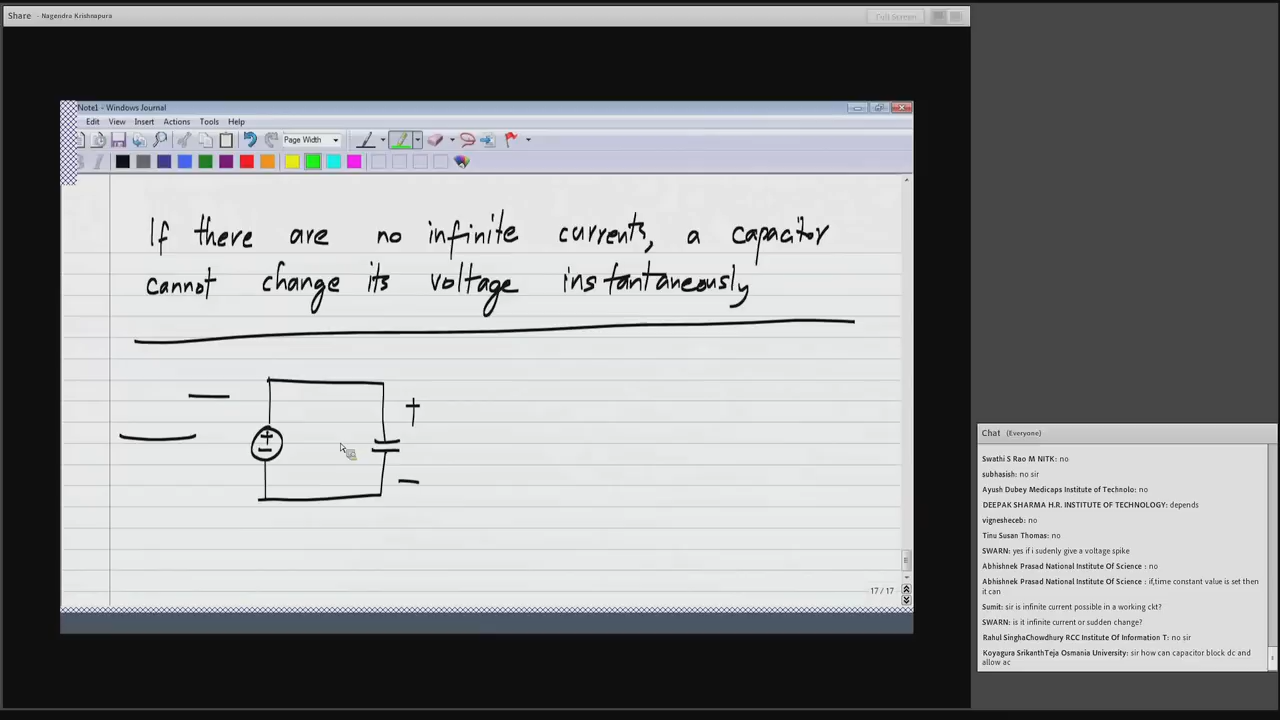 Share - Nagendra Krishnapura
Full Screen
Note1 - Windows Journal
Edit View Insert Actions Tools Help
Page Width
If there are no infinite currents, a capacitor
cannot change its voltage instantaneously
+
+
−
−
17 / 17
Chat (Everyone)
Swathi S Rao M NITK: no
subhasish: no sir
Ayush Dubey Medicaps Institute of Technolo: no
DEEPAK SHARMA H.R. INSTITUTE OF TECHNOLOGY: depends
vignesheceb: no
Tinu Susan Thomas: no
SWARN: yes if i sudenly give a voltage spike
Abhishnek Prasad National Institute Of Science : no
Abhishnek Prasad National Institute Of Science : if,time constant value is set then
it can
Sumit: sir is infinite current possible in a working ckt?
SWARN: is it infinite current or sudden change?
Rahul SinghaChowdhury RCC Institute Of Information T: no sir
Koyagura SrikanthTeja Osmania University: sir how can capacitor block dc and
allow ac